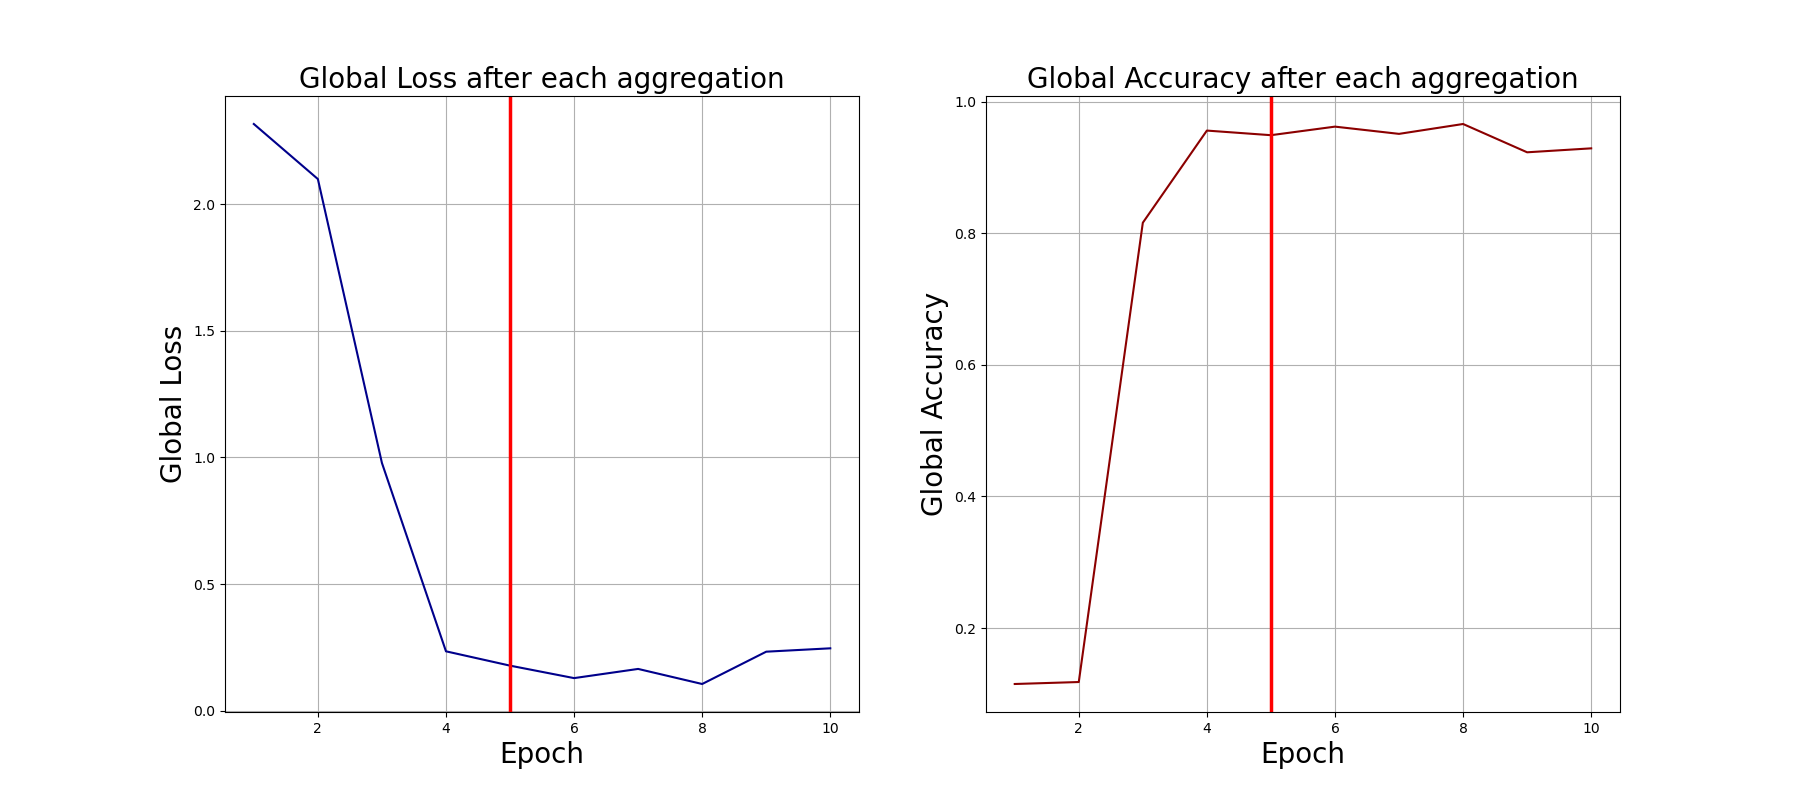 Global Loss after each aggregation
Global Loss
2.0
1.5
1.0
0.5
0.0
2 4 6 8 10
Epoch
Global Accuracy after each aggregation
Global Accuracy
1.0
0.8
0.6
0.4
0.2
2 4 6 8 10
Epoch